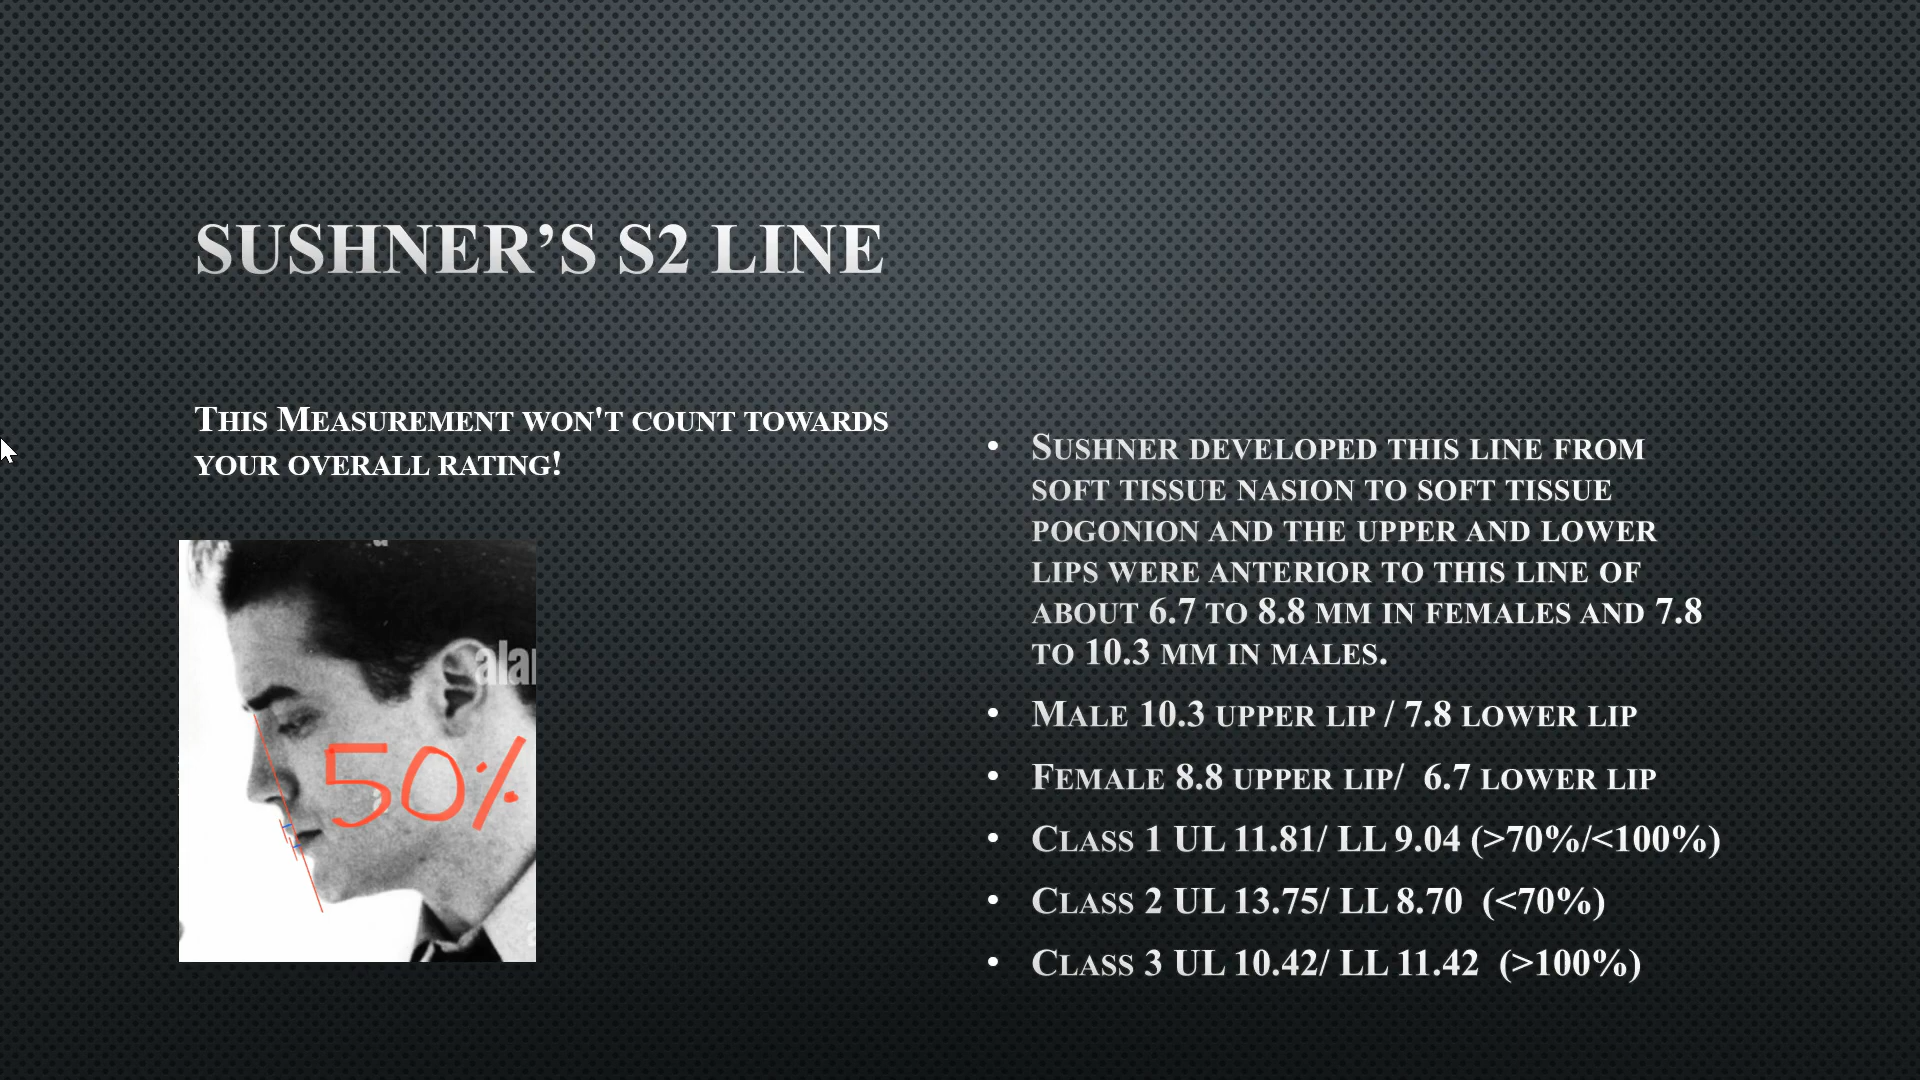 SUSHNER’S S2 LINE
THIS MEASUREMENT WON'T COUNT TOWARDS
YOUR OVERALL RATING!
50%
• SUSHNER DEVELOPED THIS LINE FROM
SOFT TISSUE NASION TO SOFT TISSUE
POGONION AND THE UPPER AND LOWER
LIPS WERE ANTERIOR TO THIS LINE OF
ABOUT 6.7 TO 8.8 MM IN FEMALES AND 7.8
TO 10.3 MM IN MALES.
• MALE 10.3 UPPER LIP / 7.8 LOWER LIP
• FEMALE 8.8 UPPER LIP/ 6.7 LOWER LIP
• CLASS 1 UL 11.81/ LL 9.04 (>70%/<100%)
• CLASS 2 UL 13.75/ LL 8.70 (<70%)
• CLASS 3 UL 10.42/ LL 11.42 (>100%)